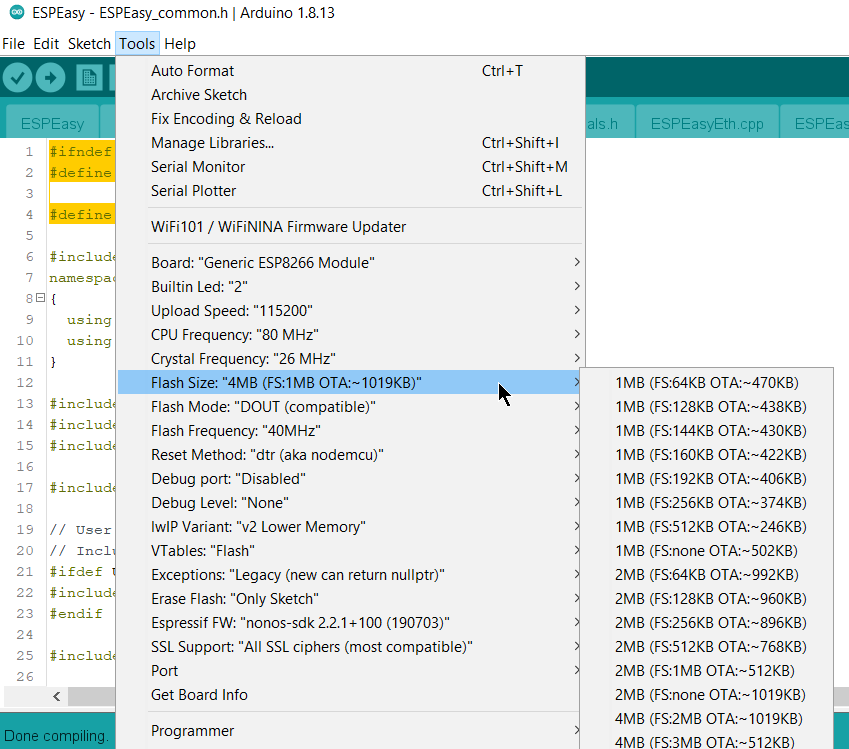 ESPEasy - ESPEasy_common.h | Arduino 1.8.13
File Edit Sketch Tools Help
ESPEasy
als.h
ESPEasyEth.cpp
ESPEas
Auto Format Ctrl+T
Archive Sketch
Fix Encoding & Reload
Manage Libraries... Ctrl+Shift+I
Serial Monitor Ctrl+Shift+M
Serial Plotter Ctrl+Shift+L
WiFi101 / WiFiNINA Firmware Updater
Board: "Generic ESP8266 Module"
Builtin Led: "2"
Upload Speed: "115200"
CPU Frequency: "80 MHz"
Crystal Frequency: "26 MHz"
Flash Size: "4MB (FS:1MB OTA:~1019KB)"
Flash Mode: "DOUT (compatible)"
Flash Frequency: "40MHz"
Reset Method: "dtr (aka nodemcu)"
Debug port: "Disabled"
Debug Level: "None"
lwIP Variant: "v2 Lower Memory"
VTables: "Flash"
Exceptions: "Legacy (new can return nullptr)"
Erase Flash: "Only Sketch"
Espressif FW: "nonos-sdk 2.2.1+100 (190703)"
SSL Support: "All SSL ciphers (most compatible)"
Port
Get Board Info
Programmer
1MB (FS:64KB OTA:~470KB)
1MB (FS:128KB OTA:~438KB)
1MB (FS:144KB OTA:~430KB)
1MB (FS:160KB OTA:~422KB)
1MB (FS:192KB OTA:~406KB)
1MB (FS:256KB OTA:~374KB)
1MB (FS:512KB OTA:~246KB)
1MB (FS:none OTA:~502KB)
2MB (FS:64KB OTA:~992KB)
2MB (FS:128KB OTA:~960KB)
2MB (FS:256KB OTA:~896KB)
2MB (FS:512KB OTA:~768KB)
2MB (FS:1MB OTA:~512KB)
2MB (FS:none OTA:~1019KB)
4MB (FS:2MB OTA:~1019KB)
4MB (FS:3MB OTA:~512KB)
1 #ifndef
2 #define
3
4 #define
5
6 #include
7 namespac
8 {
9 using
10 using
11 }
12
13 #include
14 #include
15 #include
16
17 #include
18
19 // User
20 // Inclu
21 #ifdef U
22 #include
23 #endif
24
25 #include
26
Done compiling.